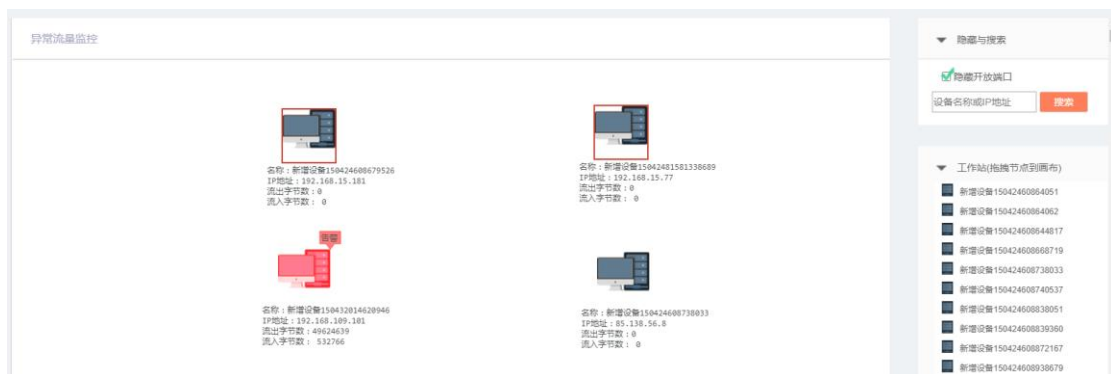 异常流量监控
名称：新增设备150424608679526
IP地址：192.168.15.181
流出字节数：0
流入字节数： 0
名称：新增设备15042481581338689
IP地址：192.168.15.77
流出字节数：0
流入字节数： 0
告警
名称：新增设备150432014620946
IP地址：192.168.109.101
流出字节数：49624639
流入字节数： 532766
名称：新增设备150424608738033
IP地址：85.138.56.8
流出字节数：0
流入字节数： 0
隐藏与搜索
隐藏开放端口
设备名称或IP地址
搜索
工作站(拖拽节点到画布)
新增设备15042460864051
新增设备15042460864062
新增设备150424608644817
新增设备150424608668719
新增设备150424608738033
新增设备150424608740537
新增设备150424608838051
新增设备150424608839360
新增设备150424608872167
新增设备150424608938679